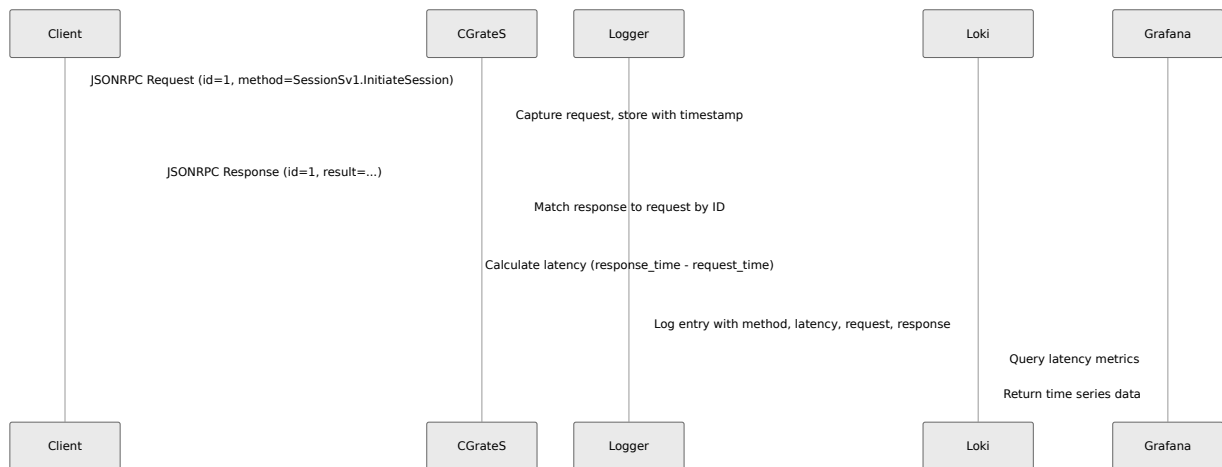 Client
CGrateS
Logger
Loki
Grafana
JSONRPC Request (id=1, method=SessionSv1.InitiateSession)
Capture request, store with timestamp
JSONRPC Response (id=1, result=...)
Match response to request by ID
Calculate latency (response_time - request_time)
Log entry with method, latency, request, response
Query latency metrics
Return time series data
Client
CGrateS
Logger
Loki
Grafana